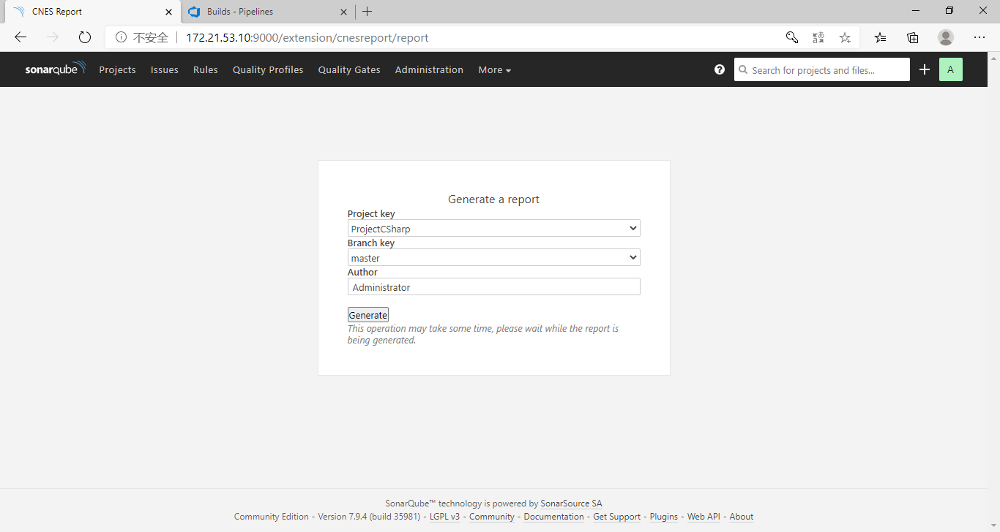 CNES Report
Builds - Pipelines
不安全 172.21.53.10:9000/extension/cnesreport/report
sonarqube Projects Issues Rules Quality Profiles Quality Gates Administration More Search for projects and files... A
Generate a report
Project key
ProjectCSharp
Branch key
master
Author
Administrator
Generate
This operation may take some time, please wait while the report is
being generated.
SonarQube™ technology is powered by SonarSource SA
Community Edition - Version 7.9.4 (build 35981) - LGPL v3 - Community - Documentation - Get Support - Plugins - Web API - About